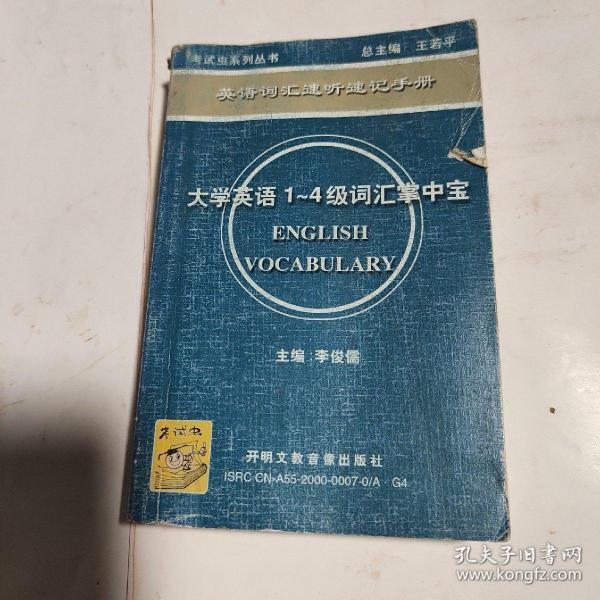 考试虫系列丛书
总主编 王若平
英语词汇速听速记手册
大学英语1~4级词汇掌中宝
ENGLISH
VOCABULARY
主编:李俊儒
考试虫
开明文教音像出版社
ISRC CN-A55-2000-0007-0/A·G4
孔夫子旧书网
www.kongfz.com